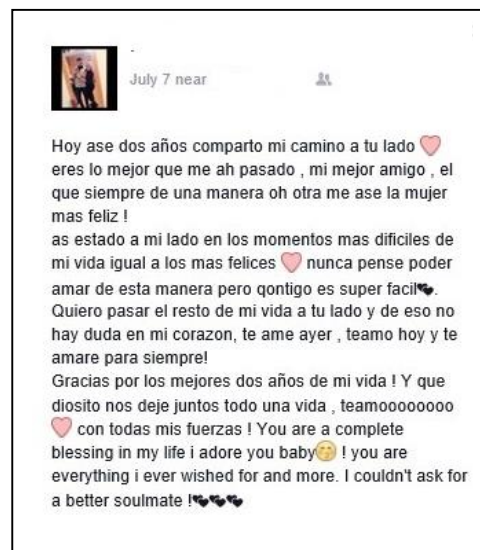 July 7 near
Hoy ase dos años comparto mi camino a tu lado
eres lo mejor que me ah pasado , mi mejor amigo , el
que siempre de una manera oh otra me ase la mujer
mas feliz !
as estado a mi lado en los momentos mas dificiles de
mi vida igual a los mas felices nunca pense poder
amar de esta manera pero qontigo es super facil.
Quiero pasar el resto de mi vida a tu lado y de eso no
hay duda en mi corazon, te ame ayer , teamo hoy y te
amare para siempre!
Gracias por los mejores dos años de mi vida ! Y que
diosito nos deje juntos todo una vida , teamoooooooo
con todas mis fuerzas ! You are a complete
blessing in my life i adore you baby ! you are
everything i ever wished for and more. I couldn't ask for
a better soulmate !